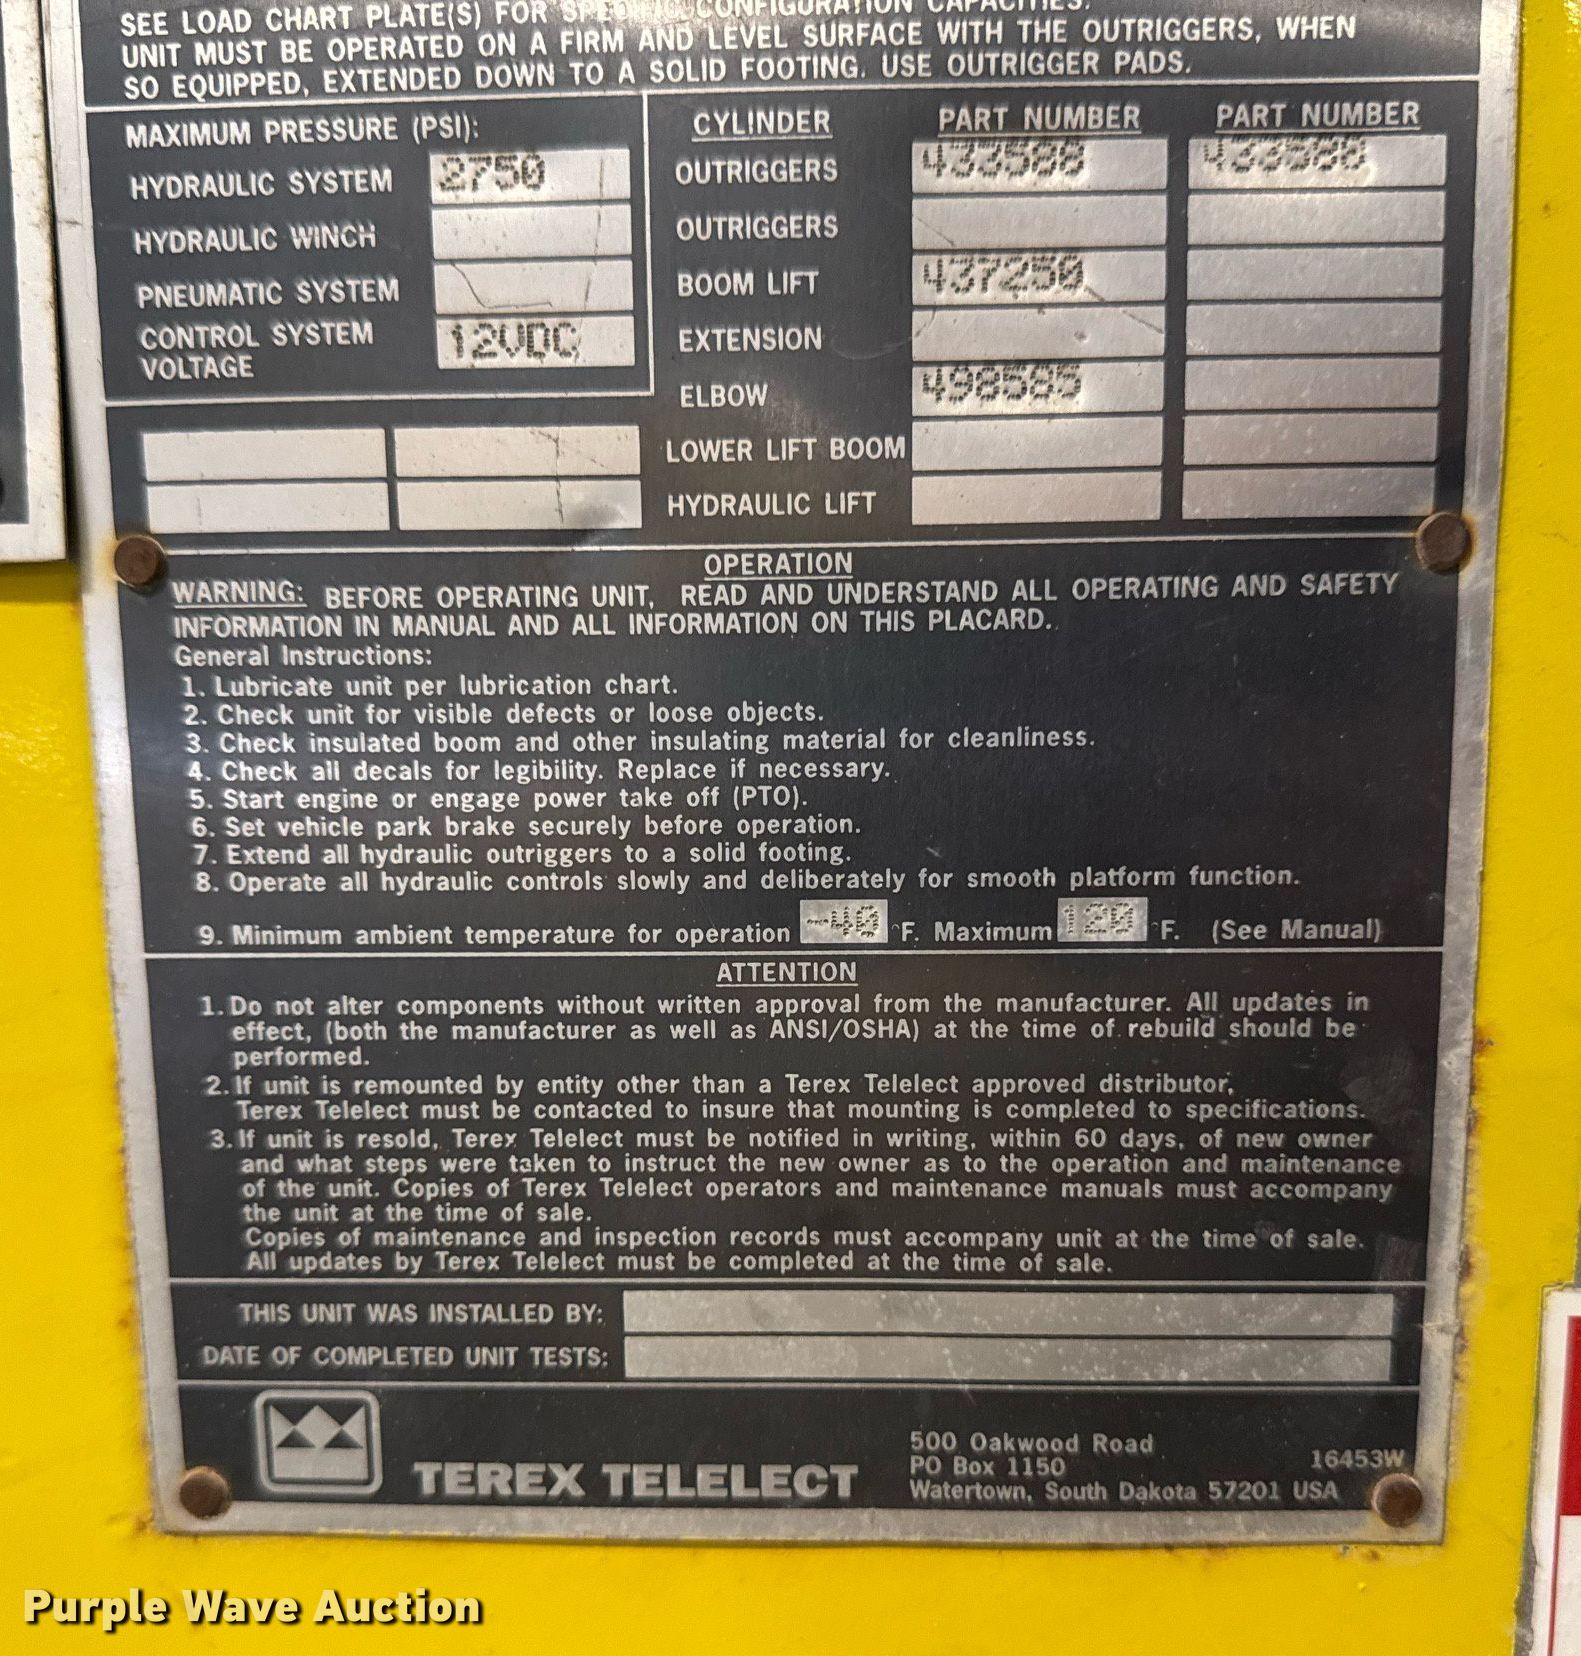 SEE LOAD CHART PLATE(S) FOR SPECIFIC CONFIGURATION CAPACITIES.
UNIT MUST BE OPERATED ON A FIRM AND LEVEL SURFACE WITH THE OUTRIGGERS, WHEN
SO EQUIPPED, EXTENDED DOWN TO A SOLID FOOTING. USE OUTRIGGER PADS.
MAXIMUM PRESSURE (PSI):
HYDRAULIC SYSTEM 2750
HYDRAULIC WINCH
PNEUMATIC SYSTEM
CONTROL SYSTEM
VOLTAGE 12VDC
CYLINDER PART NUMBER PART NUMBER
OUTRIGGERS 433588 433588
OUTRIGGERS
BOOM LIFT 437250
EXTENSION
ELBOW 498585
LOWER LIFT BOOM
HYDRAULIC LIFT
OPERATION
WARNING: BEFORE OPERATING UNIT, READ AND UNDERSTAND ALL OPERATING AND SAFETY
INFORMATION IN MANUAL AND ALL INFORMATION ON THIS PLACARD.
General Instructions:
1. Lubricate unit per lubrication chart.
2. Check unit for visible defects or loose objects.
3. Check insulated boom and other insulating material for cleanliness.
4. Check all decals for legibility. Replace if necessary.
5. Start engine or engage power take off (PTO).
6. Set vehicle park brake securely before operation.
7. Extend all hydraulic outriggers to a solid footing.
8. Operate all hydraulic controls slowly and deliberately for smooth platform function.
9. Minimum ambient temperature for operation -40 °F. Maximum 120 °F. (See Manual)
ATTENTION
1. Do not alter components without written approval from the manufacturer. All updates in
effect, (both the manufacturer as well as ANSI/OSHA) at the time of rebuild should be
performed.
2. If unit is remounted by entity other than a Terex Telelect approved distributor,
Terex Telelect must be contacted to insure that mounting is completed to specifications.
3. If unit is resold, Terex Telelect must be notified in writing, within 60 days, of new owner
and what steps were taken to instruct the new owner as to the operation and maintenance
of the unit. Copies of Terex Telelect operators and maintenance manuals must accompany
the unit at the time of sale.
Copies of maintenance and inspection records must accompany unit at the time of sale.
All updates by Terex Telelect must be completed at the time of sale.
THIS UNIT WAS INSTALLED BY:
DATE OF COMPLETED UNIT TESTS:
TEREX TELELECT
500 Oakwood Road
PO Box 1150
Watertown, South Dakota 57201 USA
16453W
Purple Wave Auction